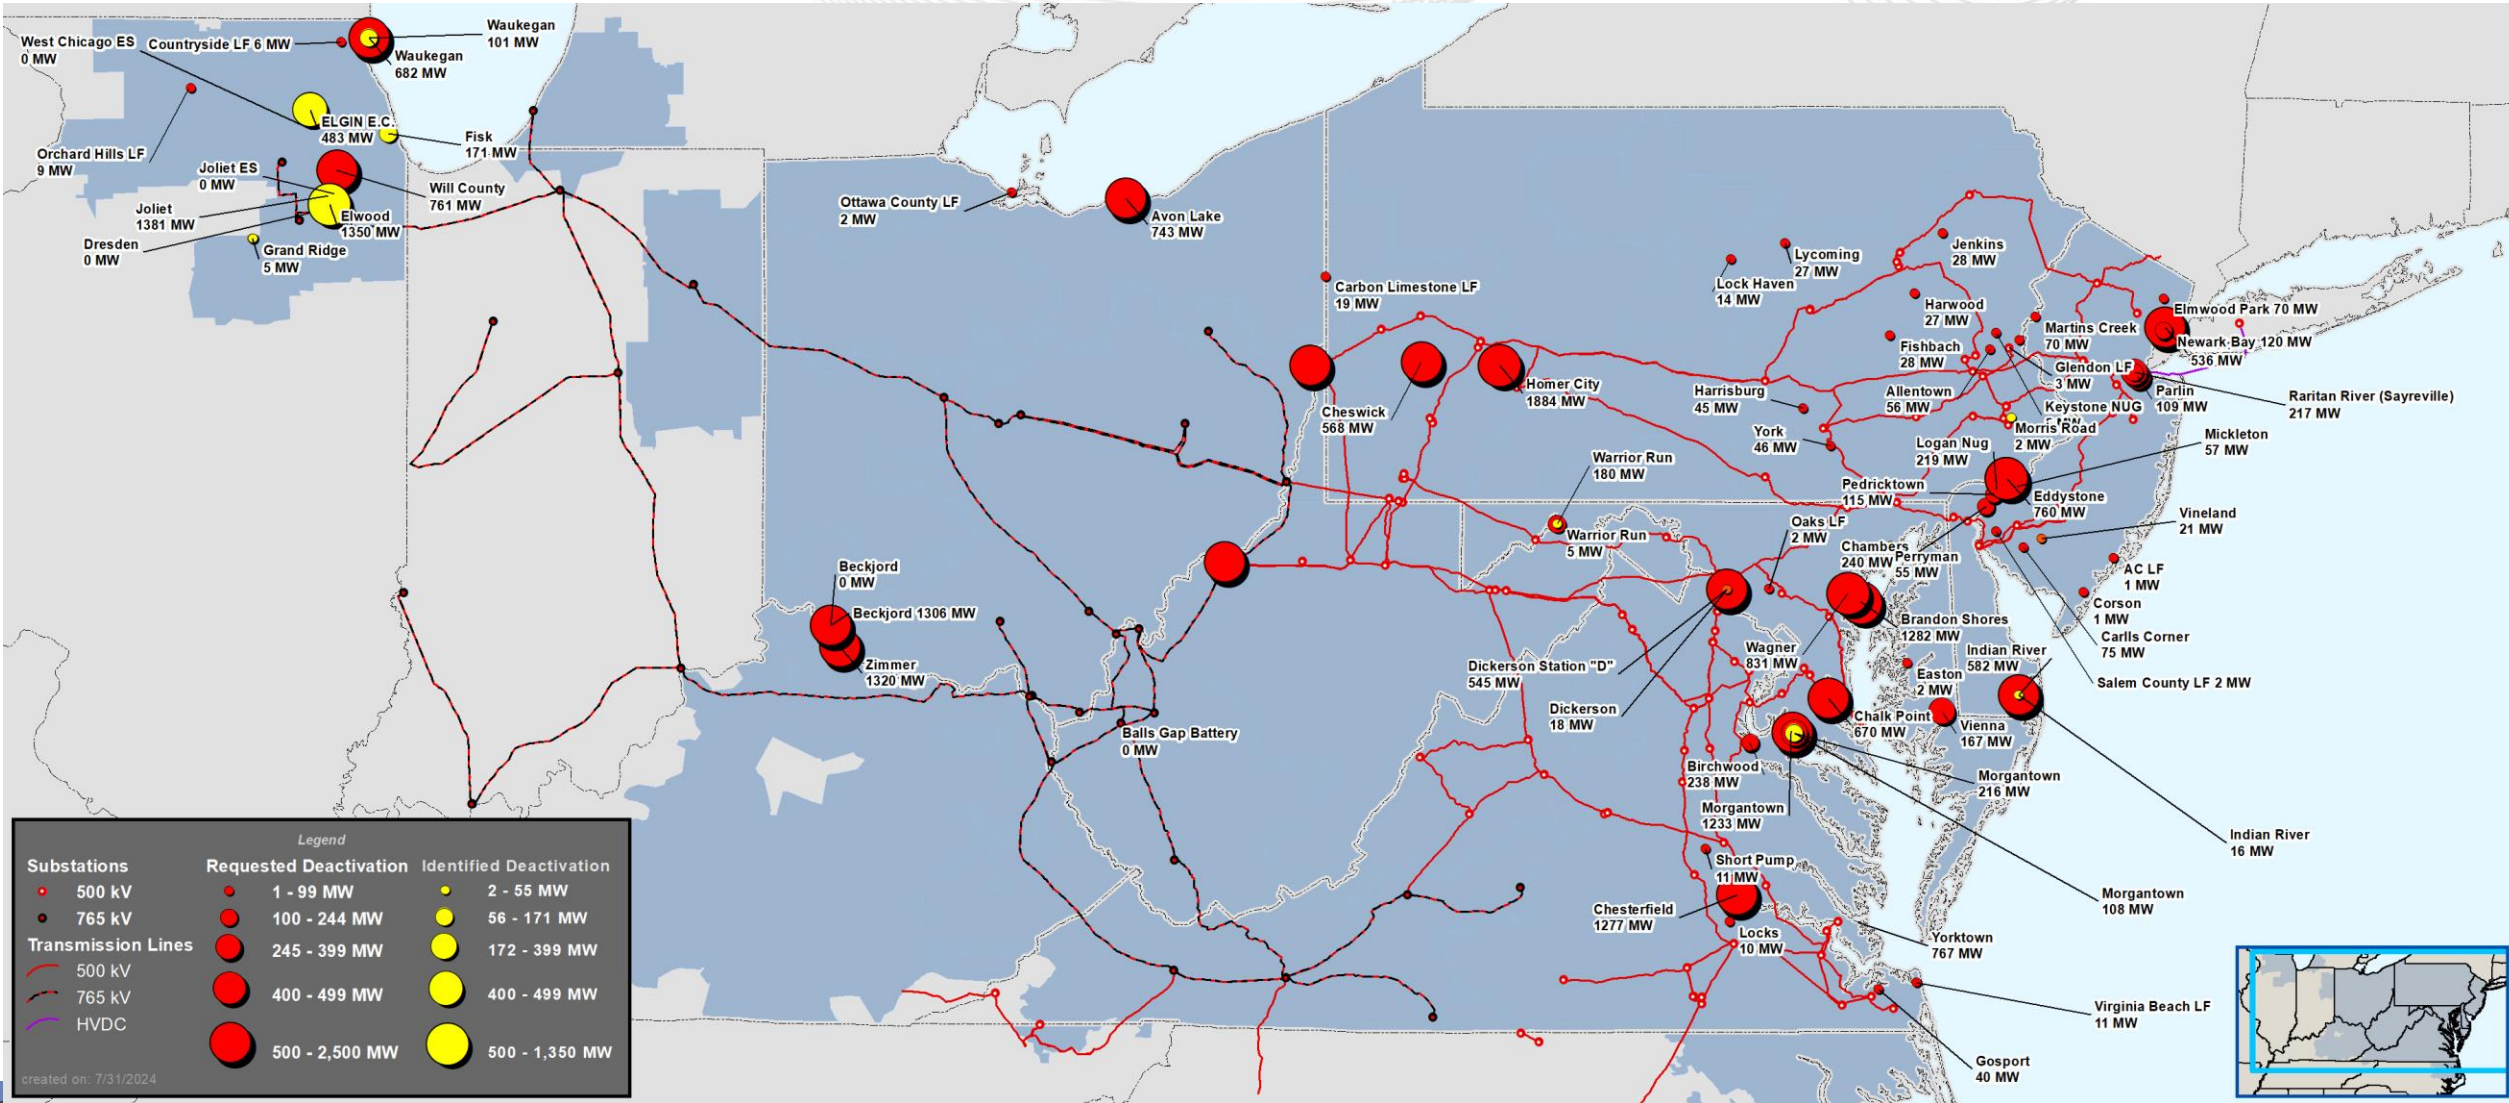 West Chicago ES
0 MW
Countryside LF 6 MW
Waukegan
101 MW
Waukegan
682 MW
ELGIN E.C.
483 MW
Fisk
171 MW
Orchard Hills LF
9 MW
Joliet ES
0 MW
Will County
761 MW
Joliet
1381 MW
Elwood
1350 MW
Dresden
0 MW
Grand Ridge
5 MW
Ottawa County LF
2 MW
Avon Lake
743 MW
Carbon Limestone LF
19 MW
Lycoming
27 MW
Lock Haven
14 MW
Jenkins
28 MW
Harwood
27 MW
Fishbach
28 MW
Martins Creek
70 MW
Elmwood Park 70 MW
Newark Bay 120 MW
536 MW
Glendon LF
3 MW
Parlin
109 MW
Raritan River (Sayreville)
217 MW
Homer City
1884 MW
Cheswick
568 MW
Harrisburg
45 MW
Allentown
56 MW
Keystone NUG
MW
Morris Road
2 MW
York
46 MW
Logan Nug
219 MW
Mickleton
57 MW
Warrior Run
180 MW
Pedricktown
115 MW
Eddystone
760 MW
Vineland
21 MW
Oaks LF
2 MW
Warrior Run
5 MW
Chambers
240 MW
Perryman
55 MW
AC LF
1 MW
Beckjord
0 MW
Beckjord 1306 MW
Zimmer
1320 MW
Corson
1 MW
Brandon Shores
1282 MW
Carlls Corner
75 MW
Wagner
831 MW
Indian River
582 MW
Salem County LF 2 MW
Dickerson Station "D"
545 MW
Easton
2 MW
Dickerson
18 MW
Chalk Point
670 MW
Vienna
167 MW
Balls Gap Battery
0 MW
Birchwood
238 MW
Morgantown
216 MW
Morgantown
1233 MW
Indian River
16 MW
Short Pump
11 MW
Morgantown
108 MW
Chesterfield
1277 MW
Locks
10 MW
Yorktown
767 MW
Virginia Beach LF
11 MW
Gosport
40 MW
Legend
Substations
500 kV
765 kV
Transmission Lines
500 kV
765 kV
HVDC
Requested Deactivation
1 - 99 MW
100 - 244 MW
245 - 399 MW
400 - 499 MW
500 - 2,500 MW
Identified Deactivation
2 - 55 MW
56 - 171 MW
172 - 399 MW
400 - 499 MW
500 - 1,350 MW
created on: 7/31/2024